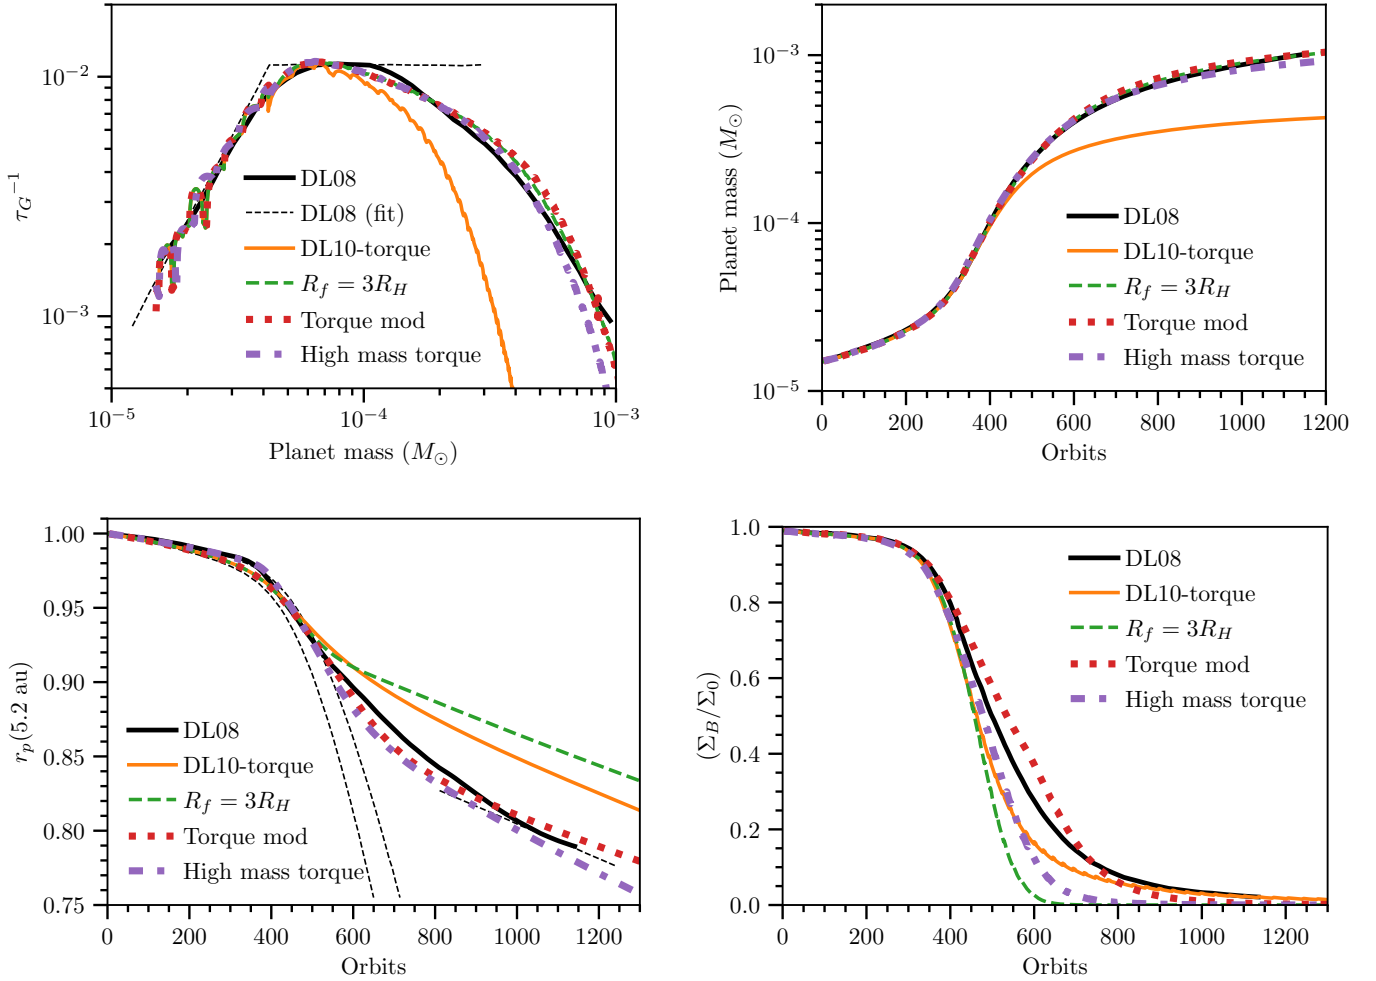 10⁻²
10⁻³
τ_G⁻¹
DL08
DL08 (fit)
DL10-torque
R_f = 3R_H
Torque mod
High mass torque
10⁻⁵
10⁻⁴
10⁻³
Planet mass (M_⊙)
10⁻³
10⁻⁴
10⁻⁵
Planet mass (M_⊙)
DL08
DL10-torque
R_f = 3R_H
Torque mod
High mass torque
0 200 400 600 800 1000 1200
Orbits
1.00
0.95
0.90
0.85
0.80
0.75
r_p(5.2 au)
DL08
DL10-torque
R_f = 3R_H
Torque mod
High mass torque
0 200 400 600 800 1000 1200
Orbits
1.0
0.8
0.6
0.4
0.2
0.0
(Σ_B/Σ_0)
DL08
DL10-torque
R_f = 3R_H
Torque mod
High mass torque
0 200 400 600 800 1000 1200
Orbits